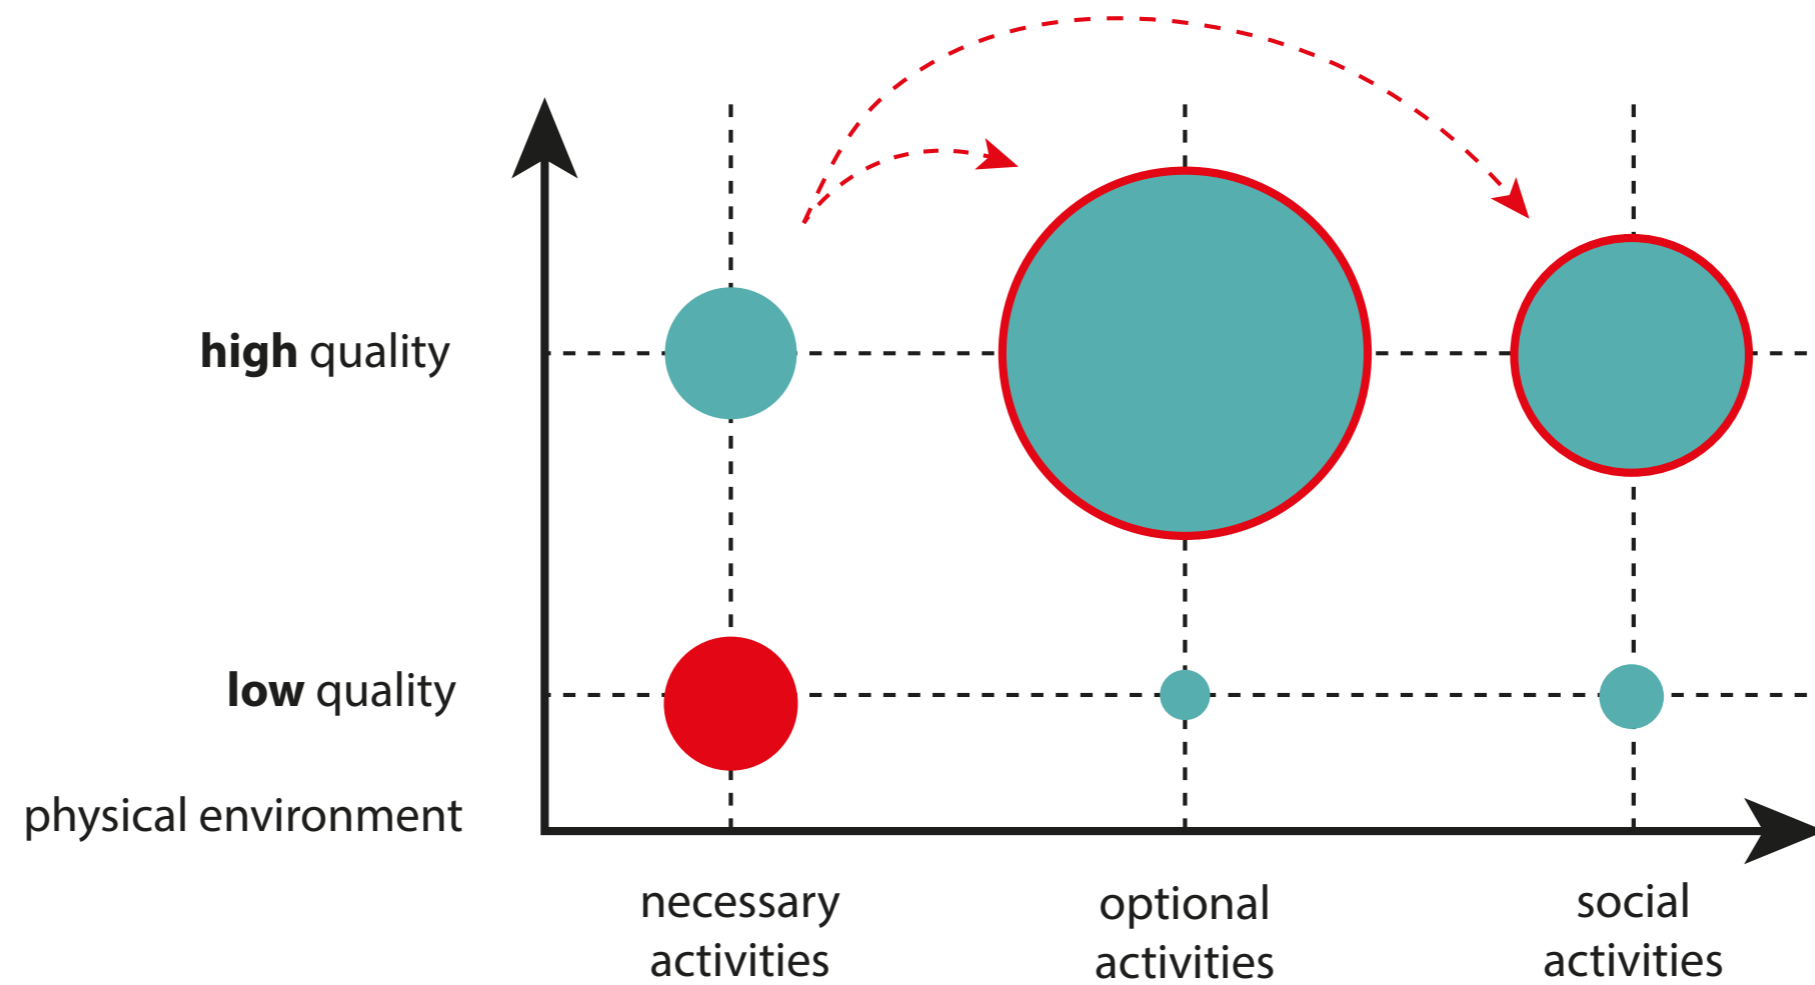 high quality
low quality
physical environment
necessary
activities
optional
activities
social
activities